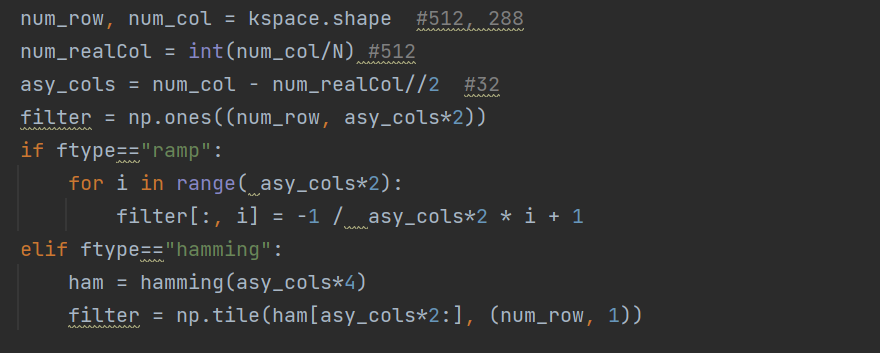 num_row, num_col = kspace.shape  #512, 288
num_realCol = int(num_col/N) #512
asy_cols = num_col - num_realCol//2  #32
filter = np.ones((num_row, asy_cols*2))
if ftype=="ramp":
    for i in range( asy_cols*2):
        filter[:, i] = -1 /  asy_cols*2 * i + 1
elif ftype=="hamming":
    ham = hamming(asy_cols*4)
    filter = np.tile(ham[asy_cols*2:], (num_row, 1))